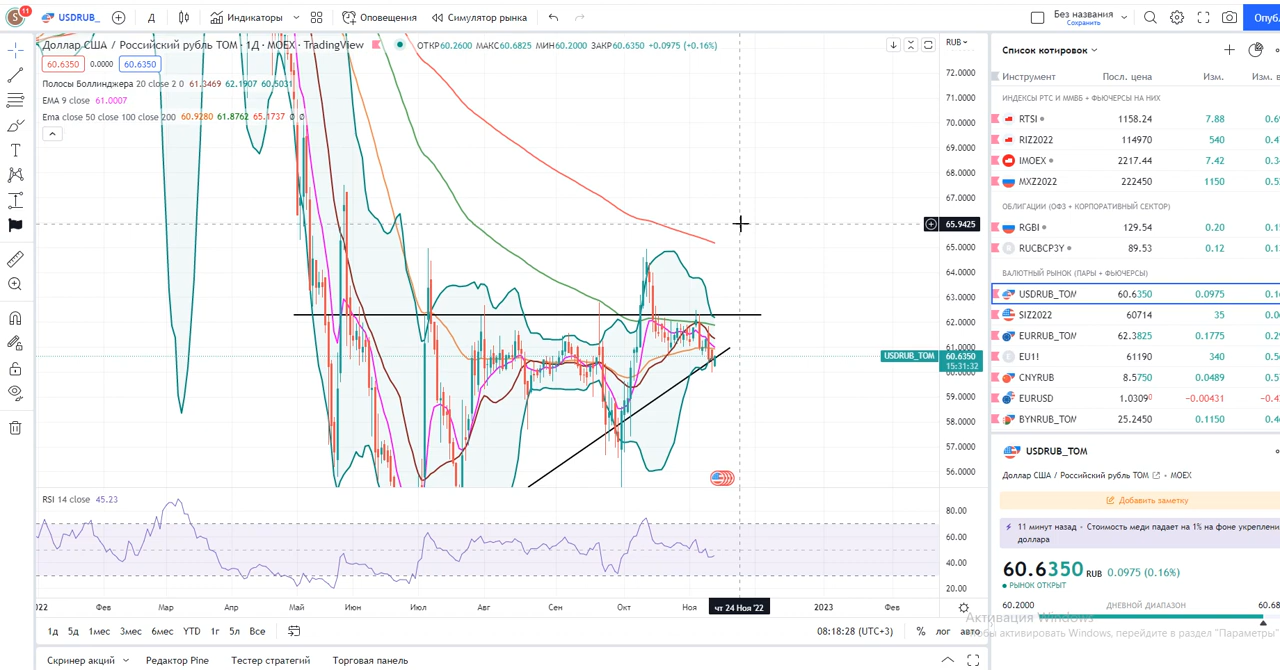 S 11 USDRUB_ Д Индикаторы Оповещения Симулятор рынка Без названия Сохранить
Доллар США / Российский рубль ТОМ · 1Д · MOEX · TradingView ОТКР60.2600 МАКС60.6825 МИН60.2000 ЗАКР60.6350 +0.0975 (+0.16%)
60.6350 0.0000 60.6350
Полосы Боллинджера 20 close 2 0 61.3469 62.1907 60.5031
EMA 9 close 61.0007
Ema close 50 close 100 close 200 60.9280 61.8762 65.1737 0 0
RUB
72.0000
71.0000
70.0000
69.0000
68.0000
67.0000
65.9425
65.0000
64.0000
63.0000
62.0000
61.0000
USDRUB_TOM 60.6350
15:31:32
60.0000
59.0000
58.0000
57.0000
56.0000
RSI 14 close 45.23
80.00
60.00
40.00
20.00
022 Фев Мар Апр Май Июн Июл Авг Сен Окт Ноя чт 24 Ноя '22 2023 Фев
1д 5д 1мес 3мес 6мес YTD 1г 5л Все 08:18:28 (UTC+3) % лог авто
Скринер акций Редактор Pine Тестер стратегий Торговая панель
Список котировок
Инструмент Посл. цена Изм. Изм. в
ИНДЕКСЫ РТС И ММВБ + ФЬЮЧЕРСЫ НА НИХ
RTSI 1158.24 7.88
RIZ2022 114970 540
IMOEX 2217.44 7.42
MXZ2022 222450 1150
ОБЛИГАЦИИ (ОФЗ + КОРПОРАТИВНЫЙ СЕКТОР)
RGBI 129.54 0.20
RUCBCP3Y 89.53 0.12
ВАЛЮТНЫЙ РЫНОК (ПАРЫ + ФЬЮЧЕРСЫ)
USDRUB_TOM 60.6350 0.0975
SIZ2022 60714 35
EURRUB_TOM 62.3825 0.1775
EU1! 61190 340
CNYRUB 8.5750 0.0489
EURUSD 1.03090 −0.00431
BYNRUB_TOM 25.2450 0.1150
USDRUB_TOM
Доллар США / Российский рубль ТОМ · MOEX
Добавить заметку
11 минут назад · Стоимость меди падает на 1% на фоне укреплени
доллара
60.6350 RUB 0.0975 (0.16%)
РЫНОК ОТКРЫТ
60.2000 ДНЕВНОЙ ДИАПАЗОН 60.68
Активация Windows
Чтобы активировать Windows, перейдите в раздел "Параметры"